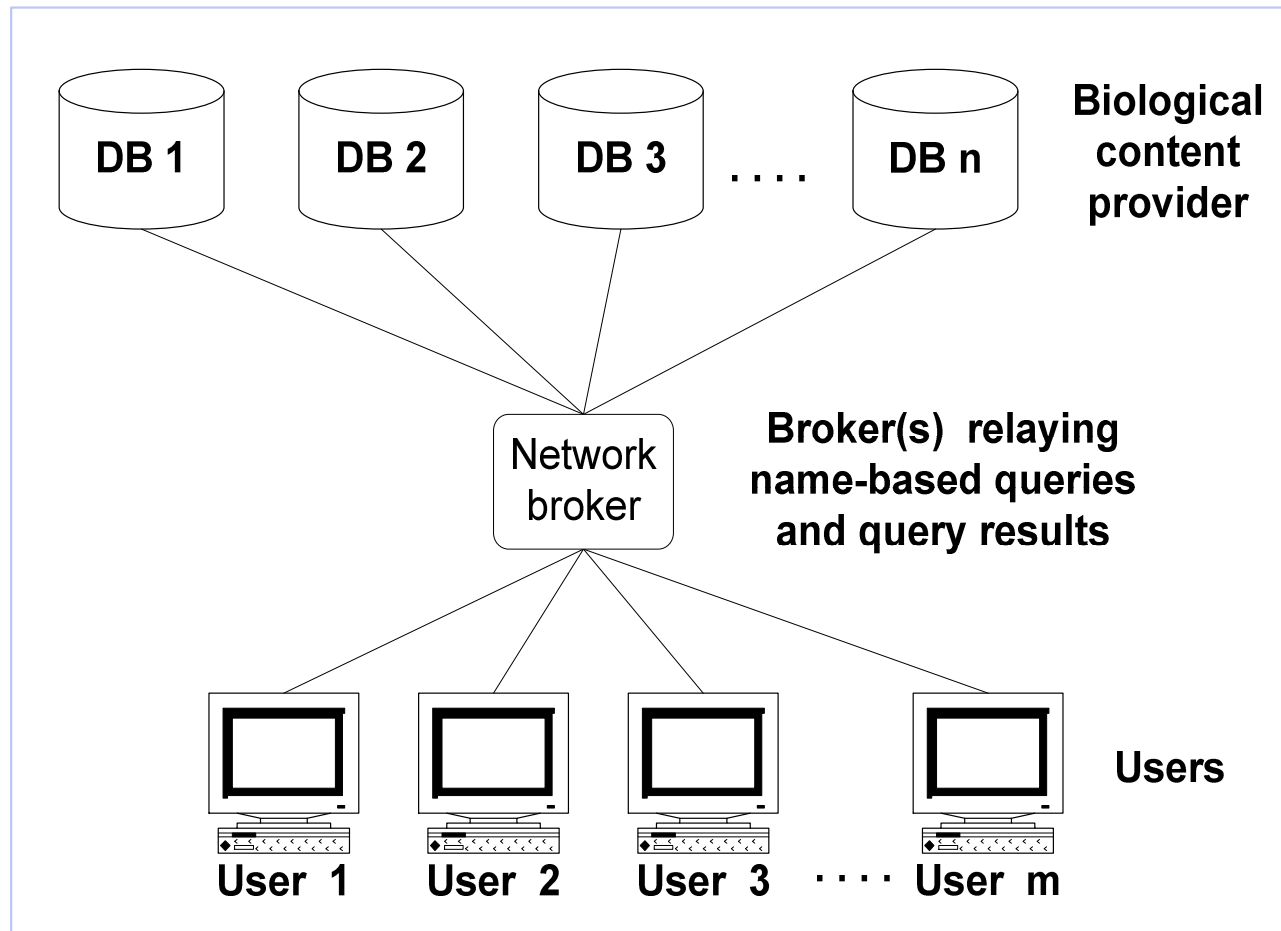 DB 1
DB 2
DB 3
. . . .
DB n
Biological
content
provider
Network
broker
Broker(s) relaying
name-based queries
and query results
Users
User 1
User 2
User 3
. . . .
User m